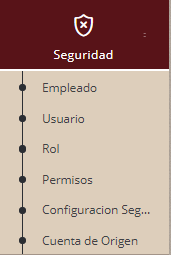 Seguridad
Empleado
Usuario
Rol
Permisos
Configuracion Seg...
Cuenta de Origen